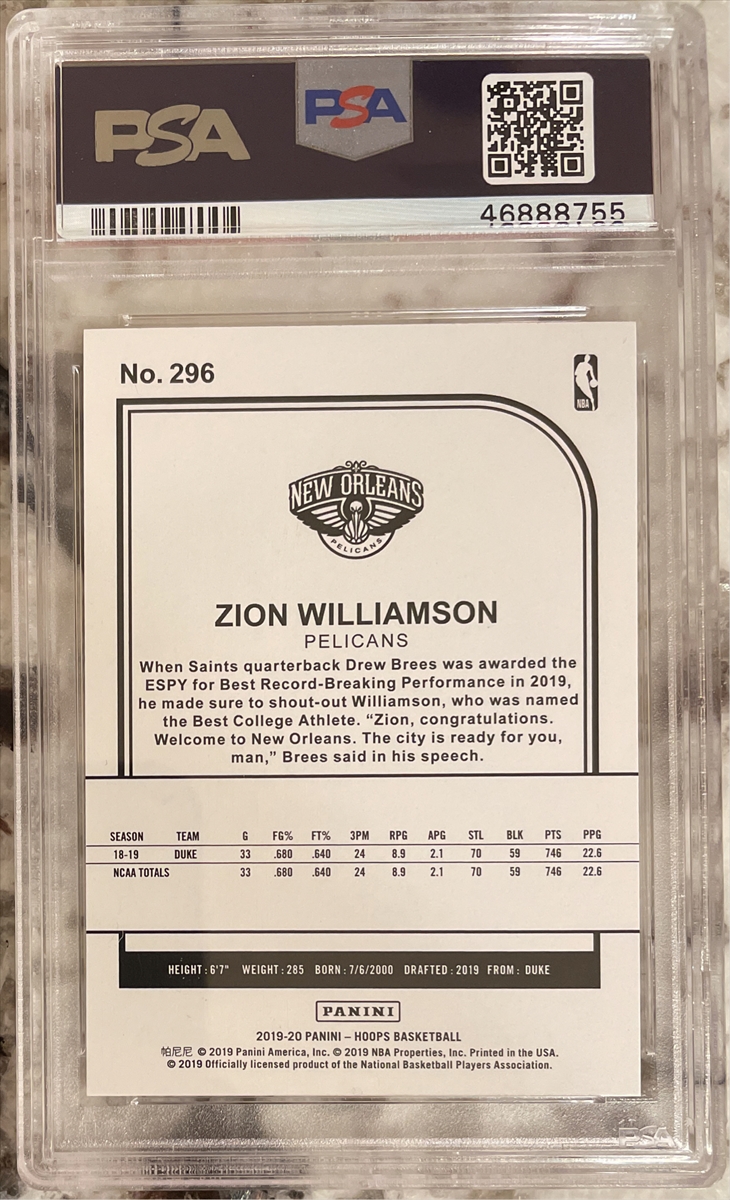 PSA
PSA
46888755
No. 296
NBA
NEW ORLEANS
PELICANS
ZION WILLIAMSON
PELICANS
When Saints quarterback Drew Brees was awarded the
ESPY for Best Record-Breaking Performance in 2019,
he made sure to shout-out Williamson, who was named
the Best College Athlete. “Zion, congratulations.
Welcome to New Orleans. The city is ready for you,
man,” Brees said in his speech.
SEASON TEAM G FG% FT% 3PM RPG APG STL BLK PTS PPG
18-19 DUKE 33 .680 .640 24 8.9 2.1 70 59 746 22.6
NCAA TOTALS 33 .680 .640 24 8.9 2.1 70 59 746 22.6
HEIGHT: 6'7" WEIGHT: 285 BORN: 7/6/2000 DRAFTED: 2019 FROM: DUKE
PANINI
2019-20 PANINI – HOOPS BASKETBALL
帕尼尼 © 2019 Panini America, Inc. © 2019 NBA Properties, Inc. Printed in the USA.
© 2019 Officially licensed product of the National Basketball Players Association.
PSA